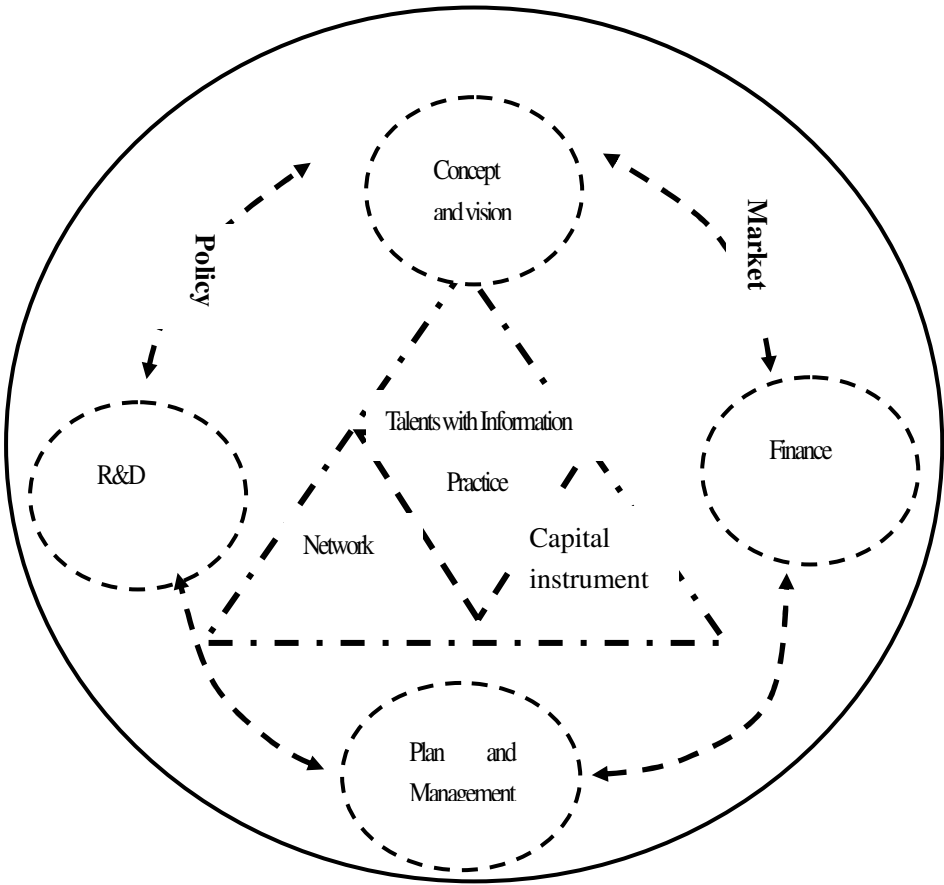 Concept
and vision
Policy
Market
Talents with Information
Practice
R&D
Finance
Network
Capital
instrument
Plan and
Management